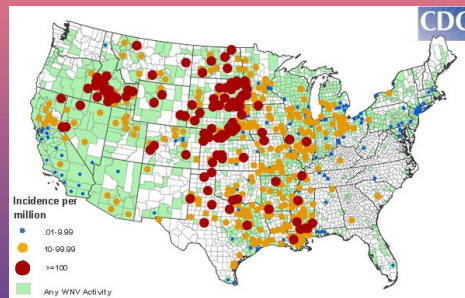 CDC
Incidence per
million
.01-9.99
10-99.99
>=100
Any WNV Activity